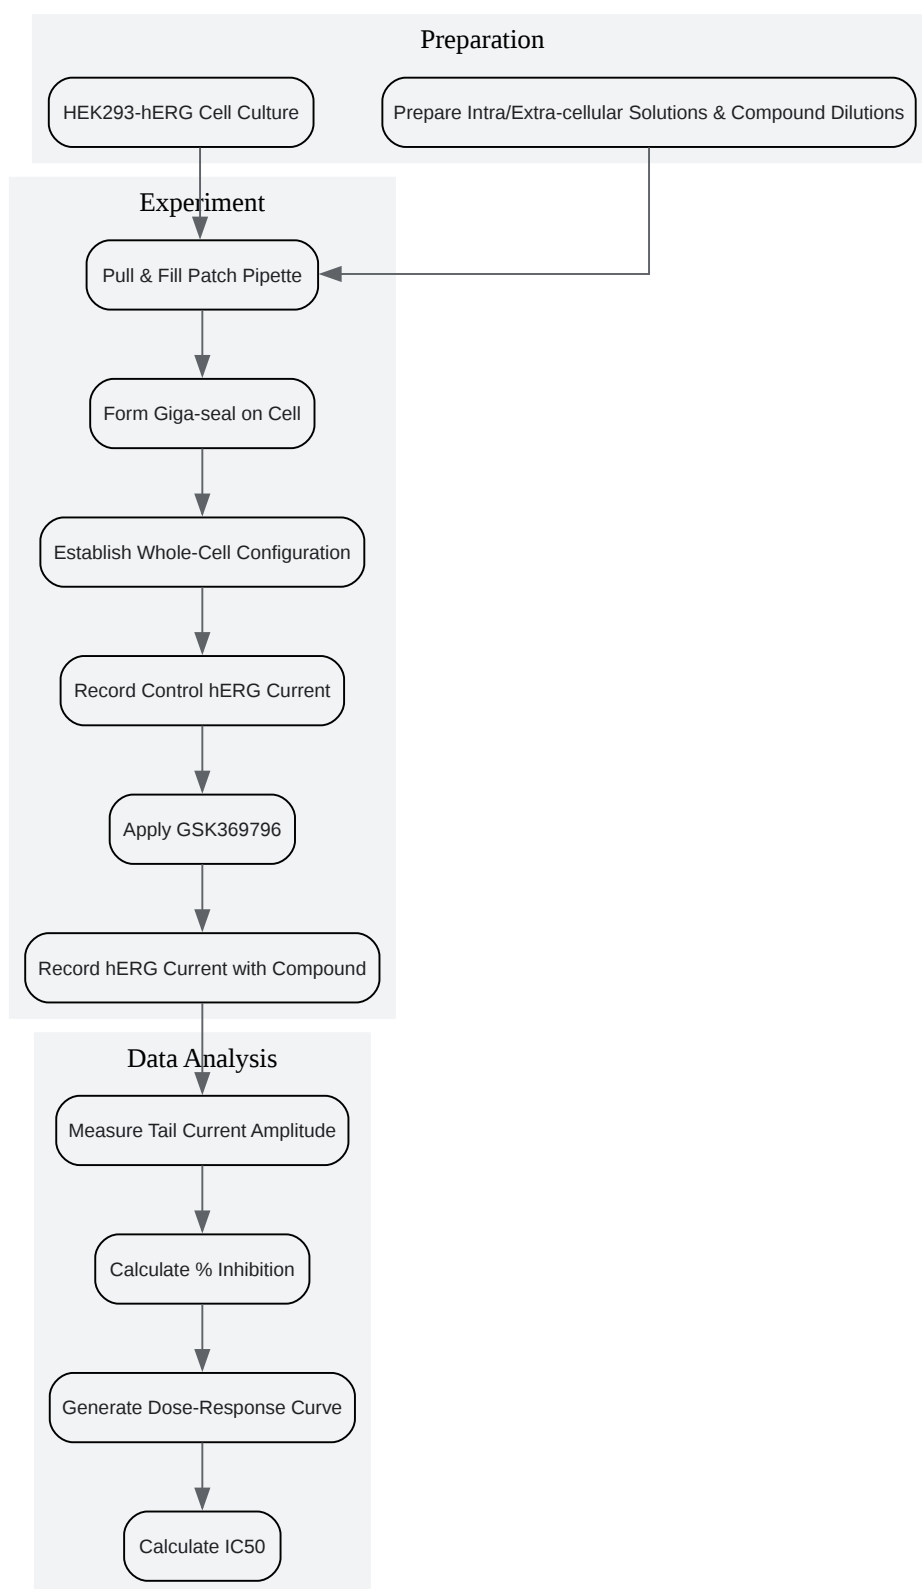 Preparation
HEK293-hERG Cell Culture
Prepare Intra/Extra-cellular Solutions & Compound Dilutions
Experiment
Pull & Fill Patch Pipette
Form Giga-seal on Cell
Establish Whole-Cell Configuration
Record Control hERG Current
Apply GSK369796
Record hERG Current with Compound
Data Analysis
Measure Tail Current Amplitude
Calculate % Inhibition
Generate Dose-Response Curve
Calculate IC50